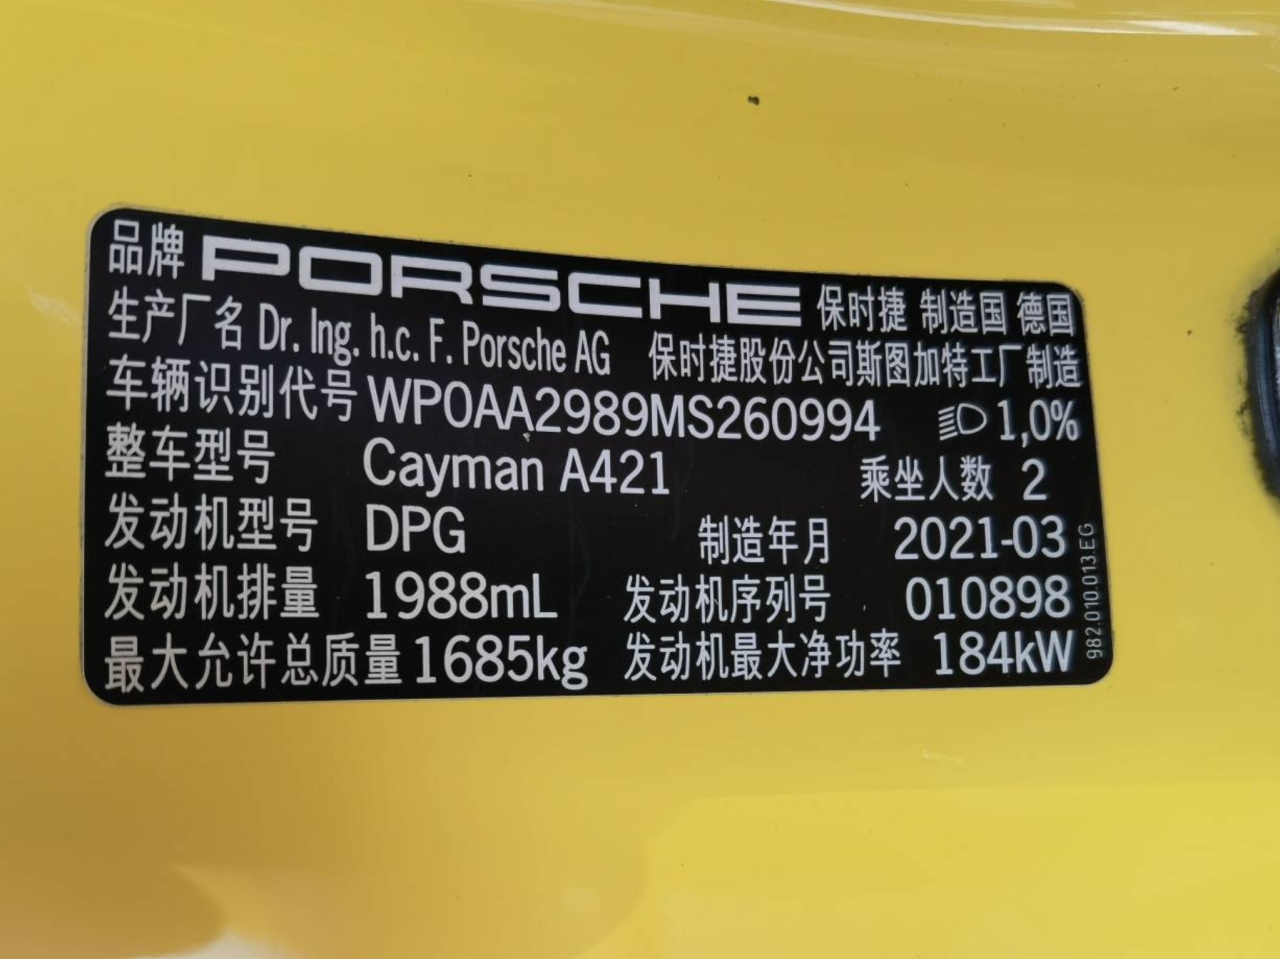 品牌 PORSCHE 保时捷 制造国 德国
生产厂名 Dr. Ing. h.c. F. Porsche AG 保时捷股份公司斯图加特工厂制造
车辆识别代号 WP0AA2989MS260994 1,0%
整车型号 Cayman A421 乘坐人数 2
发动机型号 DPG 制造年月 2021-03
发动机排量 1988mL 发动机序列号 010898
最大允许总质量 1685kg 发动机最大净功率 184kW
982.010.013.EG